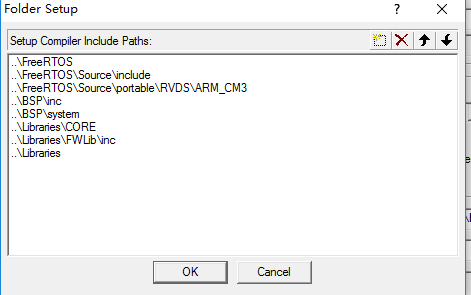 Folder Setup
Setup Compiler Include Paths:
..\FreeRTOS
..\FreeRTOS\Source\include
..\FreeRTOS\Source\portable\RVDS\ARM_CM3
..\BSP\inc
..\BSP\system
..\Libraries\CORE
..\Libraries\FWLib\inc
..\Libraries
OK Cancel